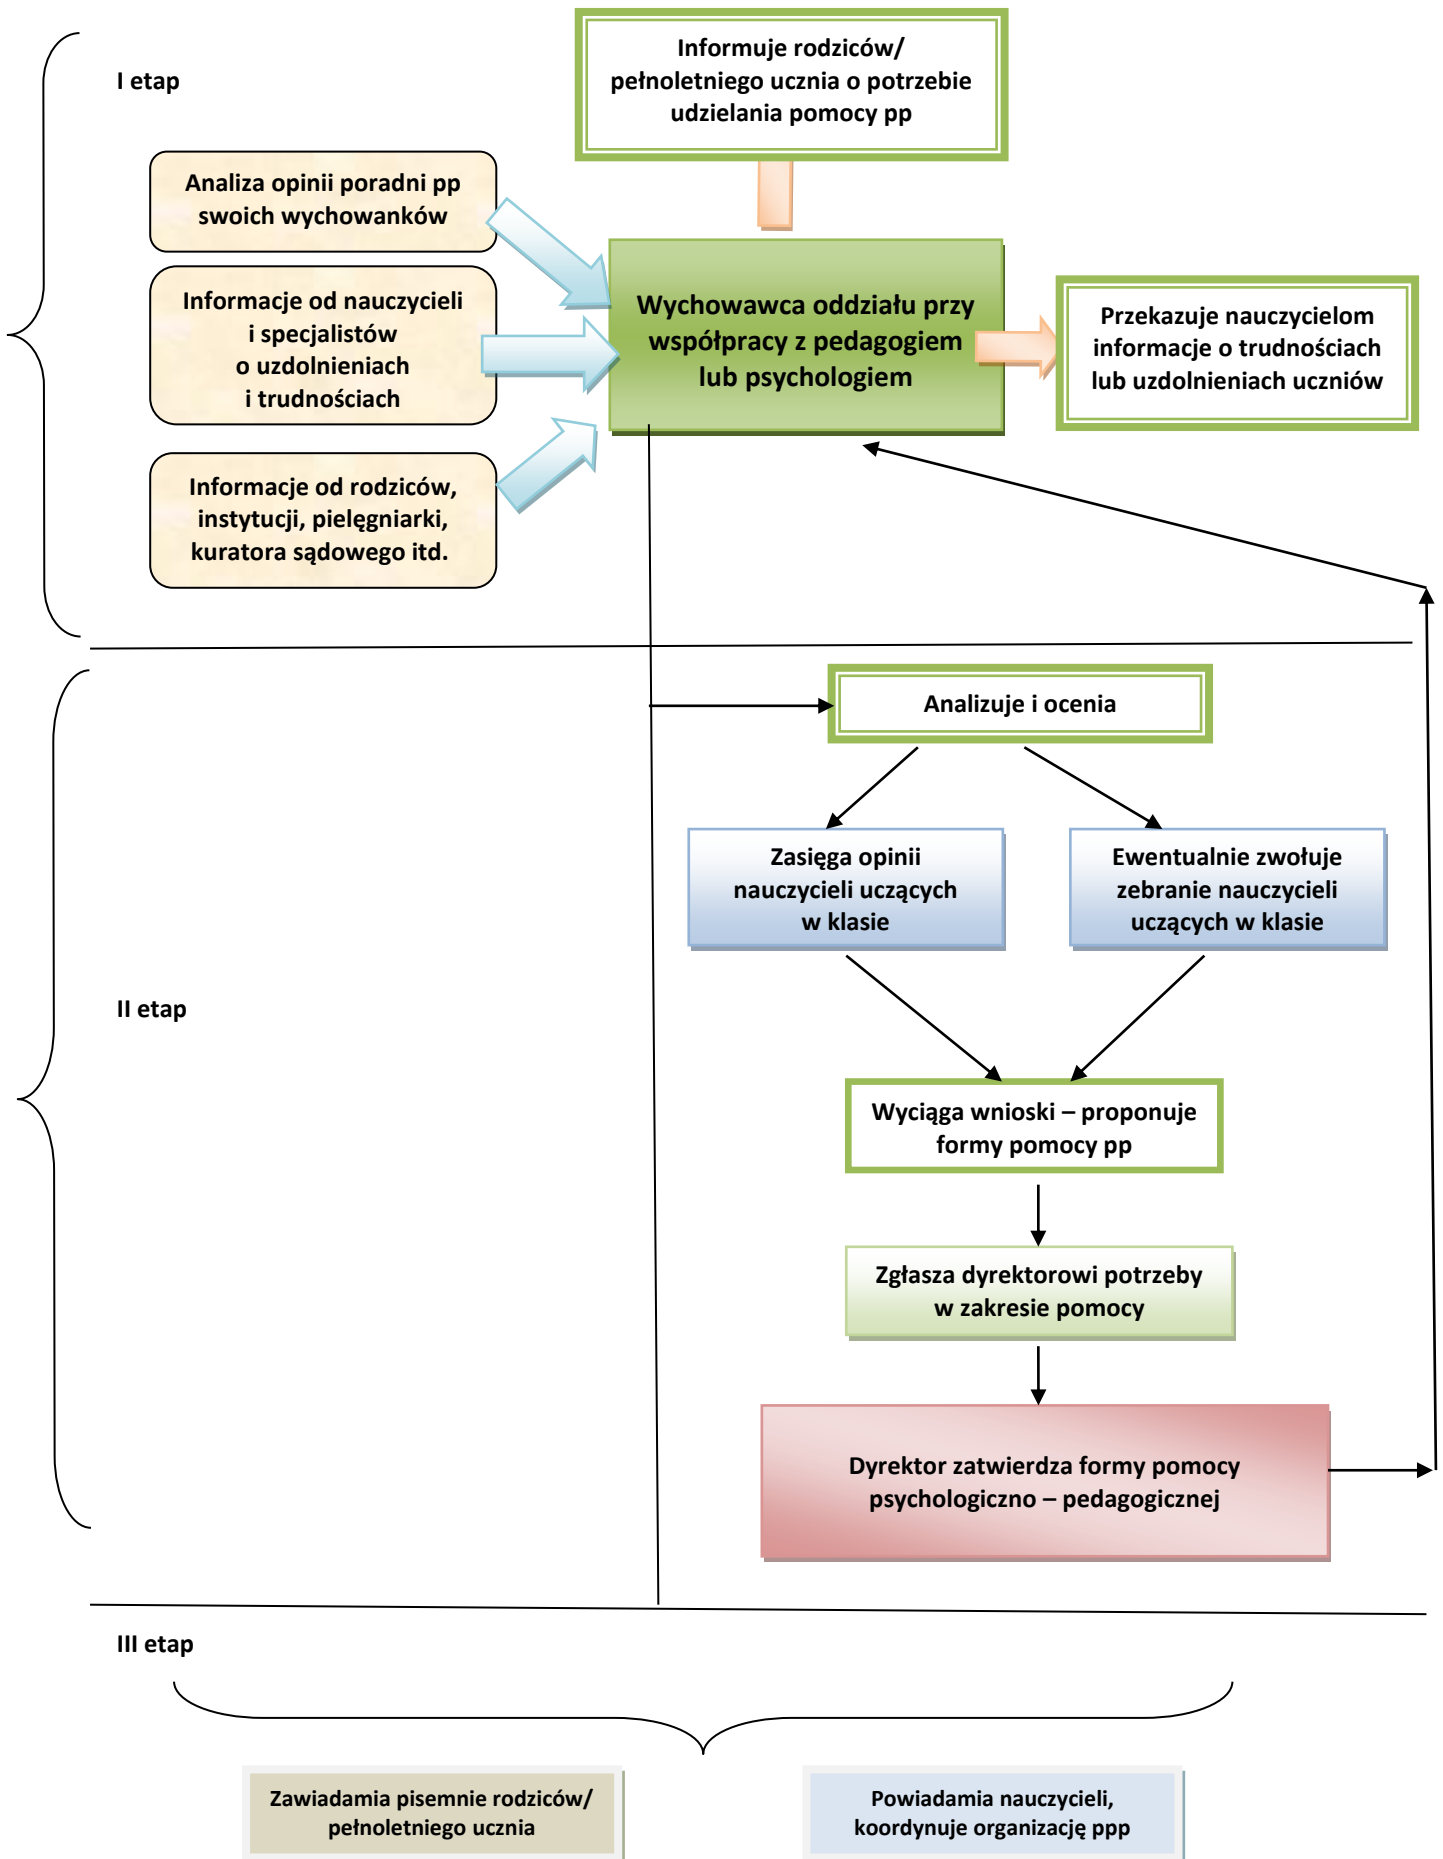 Informuje rodziców/
pełnoletniego ucznia o potrzebie
udzielania pomocy pp
I etap
Analiza opinii poradni pp
swoich wychowanków
Informacje od nauczycieli
i specjalistów
o uzdolnieniach
i trudnościach
Informacje od rodziców,
instytucji, pielęgniarki,
kuratora sądowego itd.
Wychowawca oddziału przy
współpracy z pedagogiem
lub psychologiem
Przekazuje nauczycielom
informacje o trudnościach
lub uzdolnieniach uczniów
Analizuje i ocenia
Zasięga opinii
nauczycieli uczących
w klasie
Ewentualnie zwołuje
zebranie nauczycieli
uczących w klasie
II etap
Wyciąga wnioski – proponuje
formy pomocy pp
Zgłasza dyrektorowi potrzeby
w zakresie pomocy
Dyrektor zatwierdza formy pomocy
psychologiczno – pedagogicznej
III etap
Zawiadamia pisemnie rodziców/
pełnoletniego ucznia
Powiadamia nauczycieli,
koordynuje organizację ppp